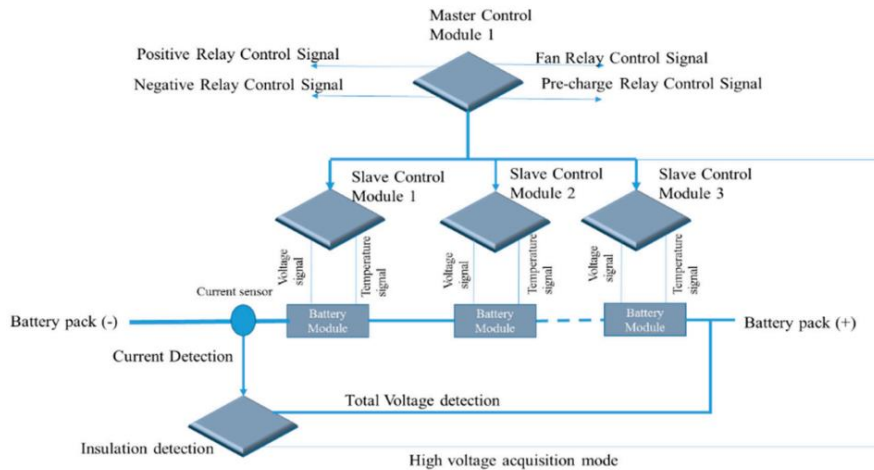 Master Control
Module 1
Positive Relay Control Signal
Fan Relay Control Signal
Negative Relay Control Signal
Pre-charge Relay Control Signal
Slave Control
Module 1
Slave Control
Module 2
Slave Control
Module 3
Voltage
signal
Temperature
signal
Voltage
signal
Temperature
signal
Voltage
signal
Temperature
signal
Current sensor
Battery pack (-)
Battery
Module
Battery
Module
Battery
Module
Battery pack (+)
Current Detection
Total Voltage detection
Insulation detection
High voltage acquisition mode